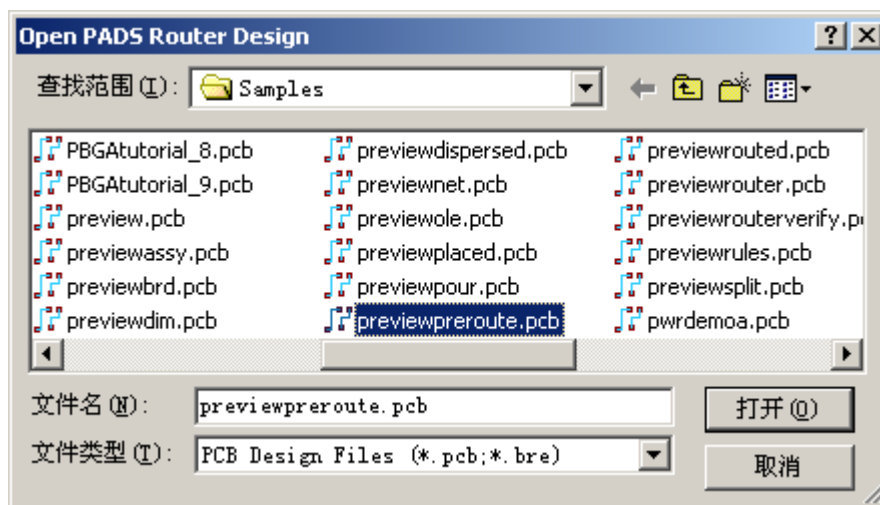 Open PADS Router Design
查找范围(I): Samples
PBGAtutorial_8.pcb previewdispersed.pcb previewrouted.pcb
PBGAtutorial_9.pcb previewnet.pcb previewrouter.pcb
preview.pcb previewole.pcb previewrouterverify.p
previewassy.pcb previewplaced.pcb previewrules.pcb
previewbrd.pcb previewpour.pcb previewsplit.pcb
previewdim.pcb previewpreroute.pcb pwrdemoa.pcb
文件名(N): previewpreroute.pcb 打开(O)
文件类型(T): PCB Design Files (*.pcb;*.bre) 取消